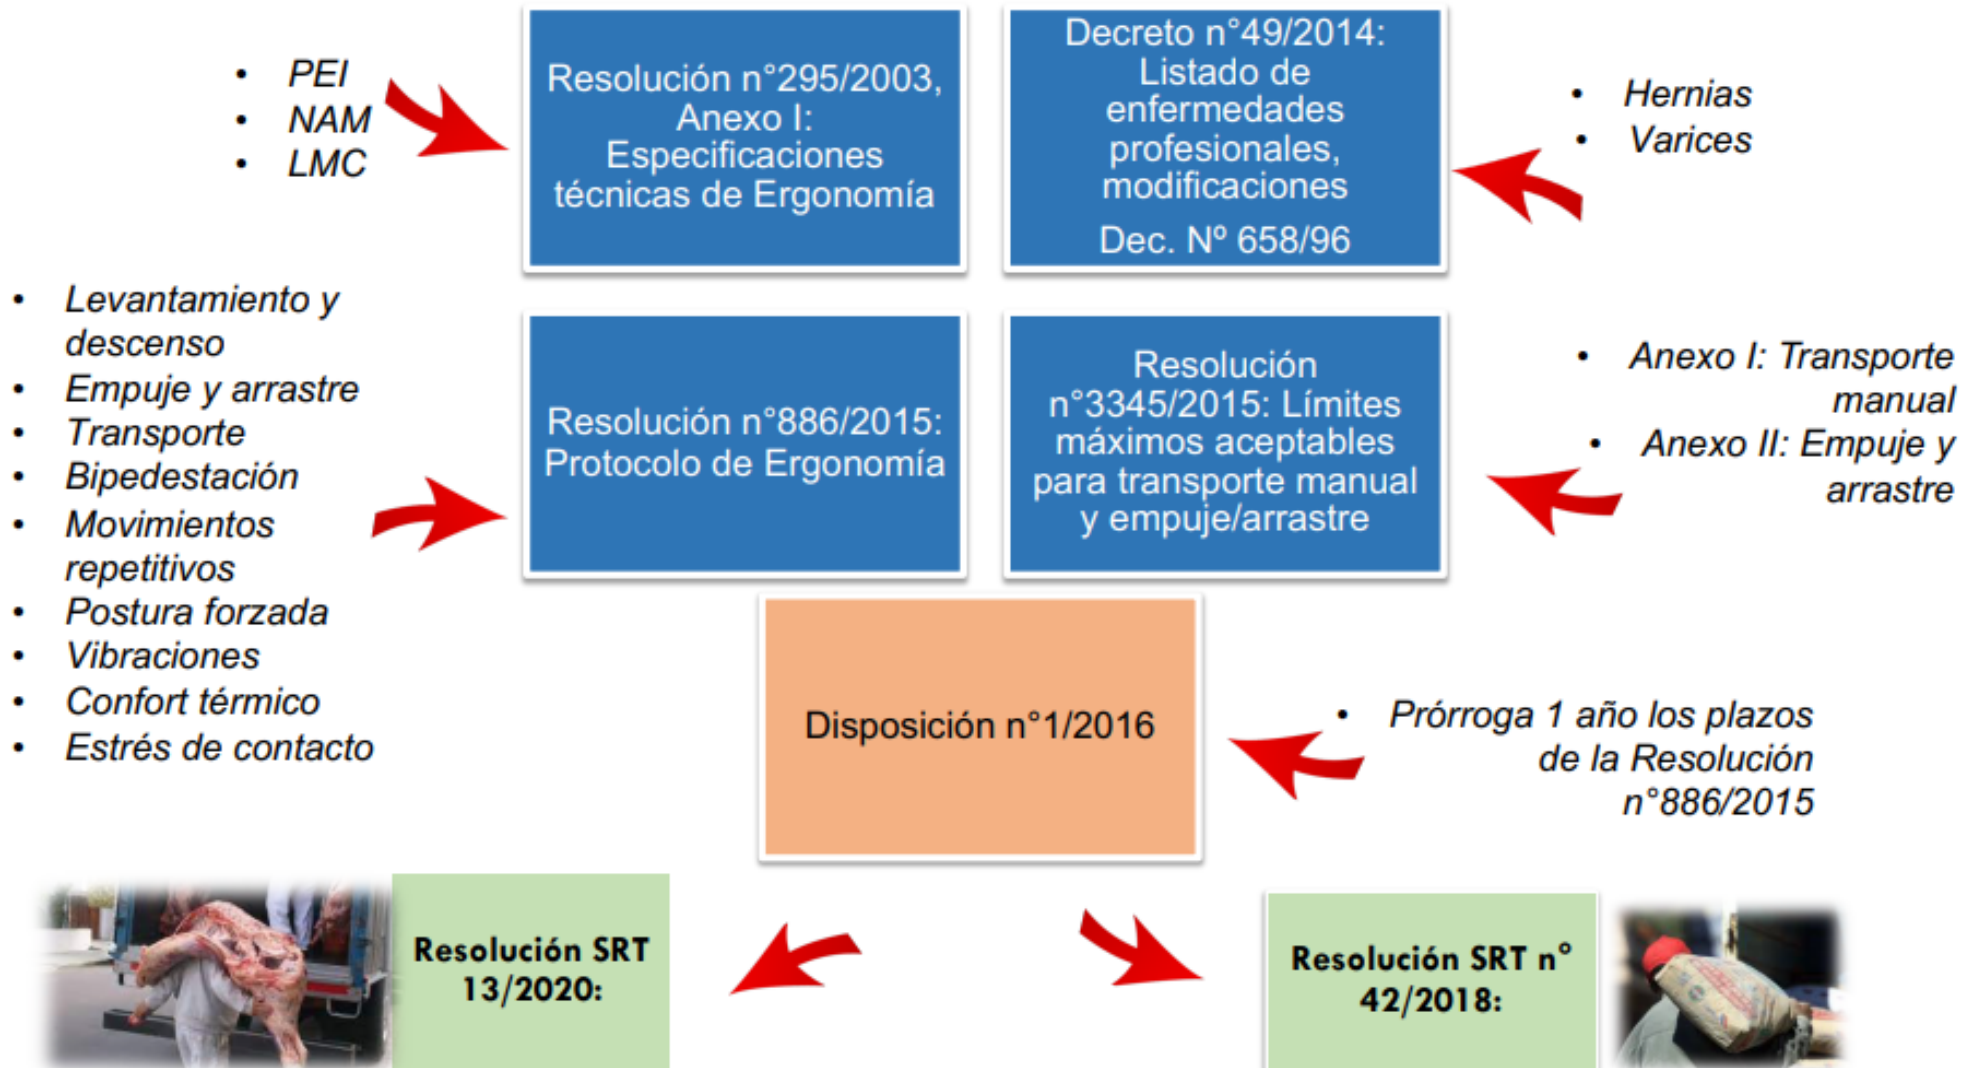 • PEI
• NAM
• LMC
Resolución n°295/2003,
Anexo I:
Especificaciones
técnicas de Ergonomía
Decreto n°49/2014:
Listado de
enfermedades
profesionales,
modificaciones
Dec. Nº 658/96
• Hernias
• Varices
• Levantamiento y
descenso
• Empuje y arrastre
• Transporte
• Bipedestación
• Movimientos
repetitivos
• Postura forzada
• Vibraciones
• Confort térmico
• Estrés de contacto
Resolución n°886/2015:
Protocolo de Ergonomía
Resolución
n°3345/2015: Límites
máximos aceptables
para transporte manual
y empuje/arrastre
• Anexo I: Transporte
manual
• Anexo II: Empuje y
arrastre
Disposición n°1/2016
• Prórroga 1 año los plazos
de la Resolución
n°886/2015
Resolución SRT
13/2020:
Resolución SRT n°
42/2018: